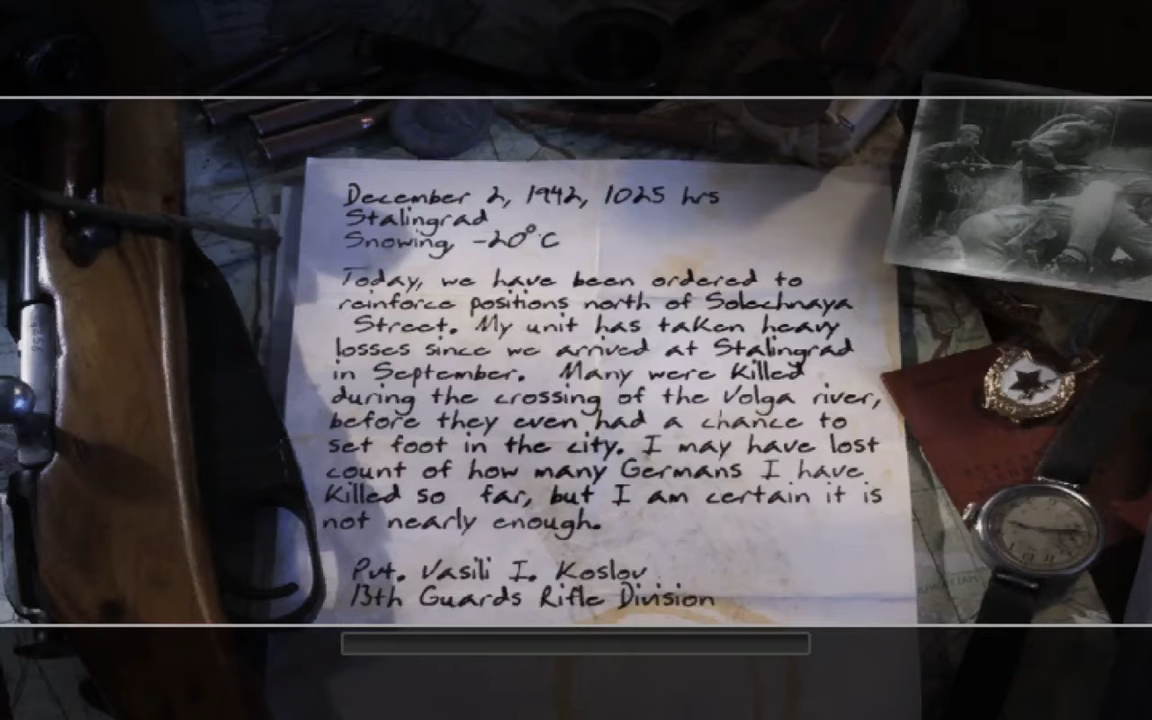 December 2, 1942, 1025 hrs
Stalingrad
Snowing, -20°C
Today, we have been ordered to
reinforce positions north of Solechnaya
Street. My unit has taken heavy
losses since we arrived at Stalingrad
in September. Many were killed
during the crossing of the Volga river,
before they even had a chance to
set foot in the city. I may have lost
count of how many Germans I have
killed so far, but I am certain it is
not nearly enough.
Pvt. Vasili I. Koslov
13th Guards Rifle Division